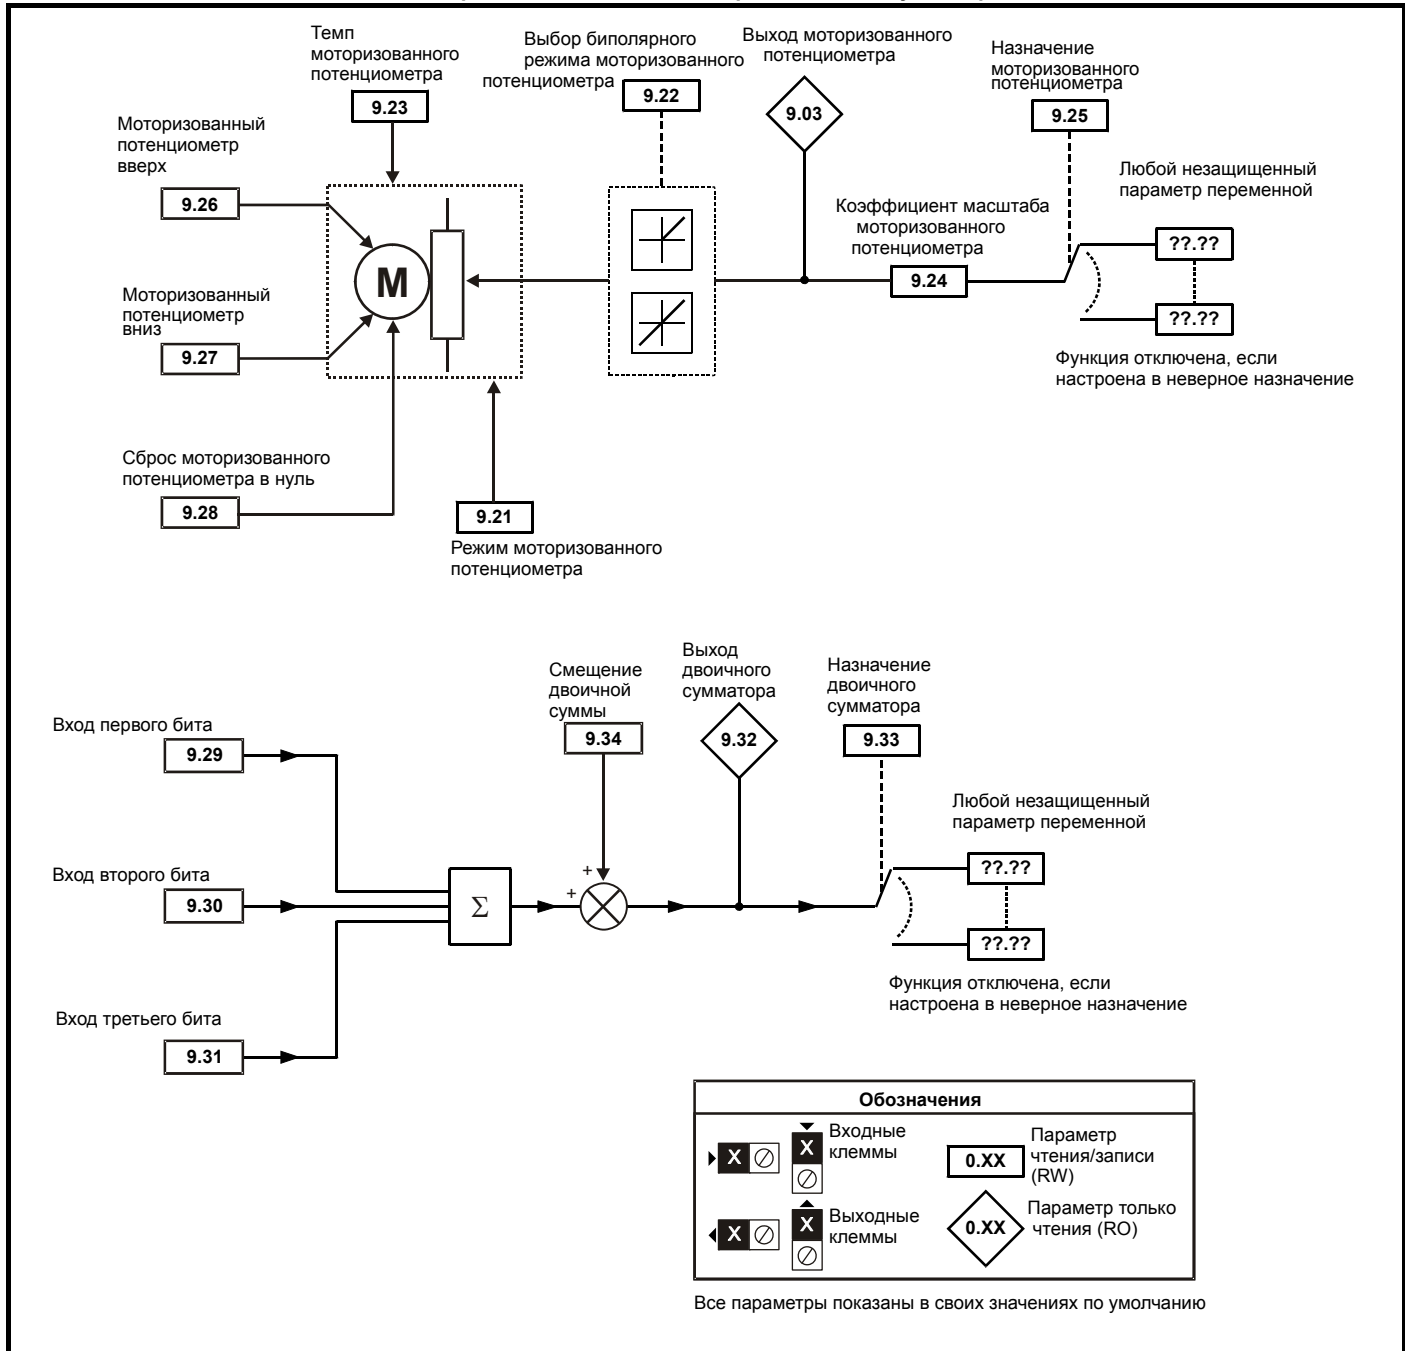 Темп
моторизованного
потенциометра
9.23
Выбор биполярного
режима моторизованного
потенциометра
9.22
Выход моторизованного
потенциометра
9.03
Назначение
моторизованного
потенциометра
9.25
Моторизованный
потенциометр
вверх
9.26
Любой незащищенный
параметр переменной
Коэффициент масштаба
моторизованного
потенциометра
9.24
??.??
??.??
M
Моторизованный
потенциометр
вниз
9.27
Функция отключена, если
настроена в неверное назначение
Сброс моторизованного
потенциометра в нуль
9.28
9.21
Режим моторизованного
потенциометра
Смещение
двоичной
суммы
9.34
Выход
двоичного
сумматора
9.32
Назначение
двоичного
сумматора
9.33
Вход первого бита
9.29
Любой незащищенный
параметр переменной
Вход второго бита
9.30
Σ
+
+
??.??
??.??
Функция отключена, если
настроена в неверное назначение
Вход третьего бита
9.31
Обозначения
X
X
Входные
клеммы
0.XX
Параметр
чтения/записи
(RW)
X
X
Выходные
клеммы
0.XX
Параметр только
чтения (RO)
Все параметры показаны в своих значениях по умолчанию